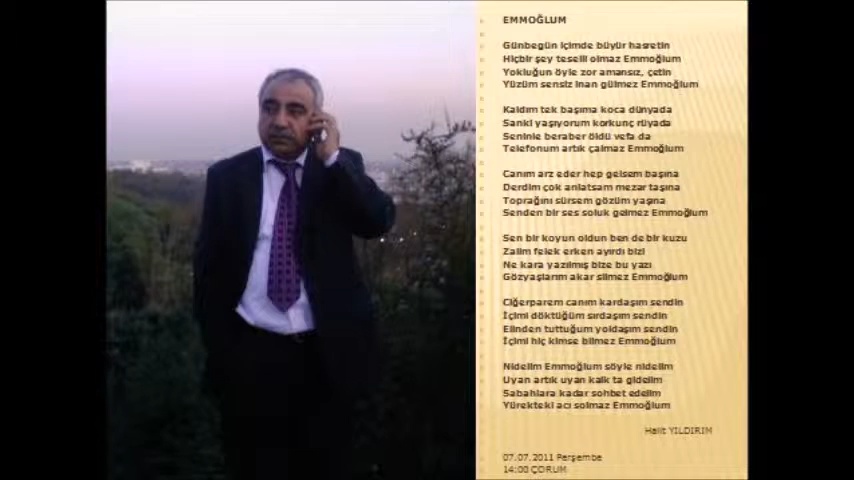 EMMOĞLUM
Günbegün içimde büyür hasretin
Hiçbir şey teselli olmaz Emmoğlum
Yokluğun öyle zor amansız, çetin
Yüzüm sensiz inan gülmez Emmoğlum
Kaldım tek başıma koca dünyada
Sanki yaşıyorum korkunç rüyada
Seninle beraber öldü vefa da
Telefonum artık çalmaz Emmoğlum
Canım arz eder hep gelsem başına
Derdim çok anlatsam mezar taşına
Toprağını sürsem gözüm yaşına
Senden bir ses soluk gelmez Emmoğlum
Sen bir koyun oldun ben de bir kuzu
Zalim felek erken ayırdı bizi
Ne kara yazılmış bize bu yazı
Gözyaşlarım akar silmez Emmoğlum
Ciğerparem canım kardaşım sendin
İçimi döktüğüm sırdaşım sendin
Elinden tuttuğum yoldaşım sendin
İçimi hiç kimse bilmez Emmoğlum
Nidelim Emmoğlum söyle nidelim
Uyan artık uyan kalk ta gidelim
Sabahlara kadar sohbet edelim
Yürekteki acı solmaz Emmoğlum
Halit YILDIRIM
07.07.2011 Perşembe
14:00 ÇORUM